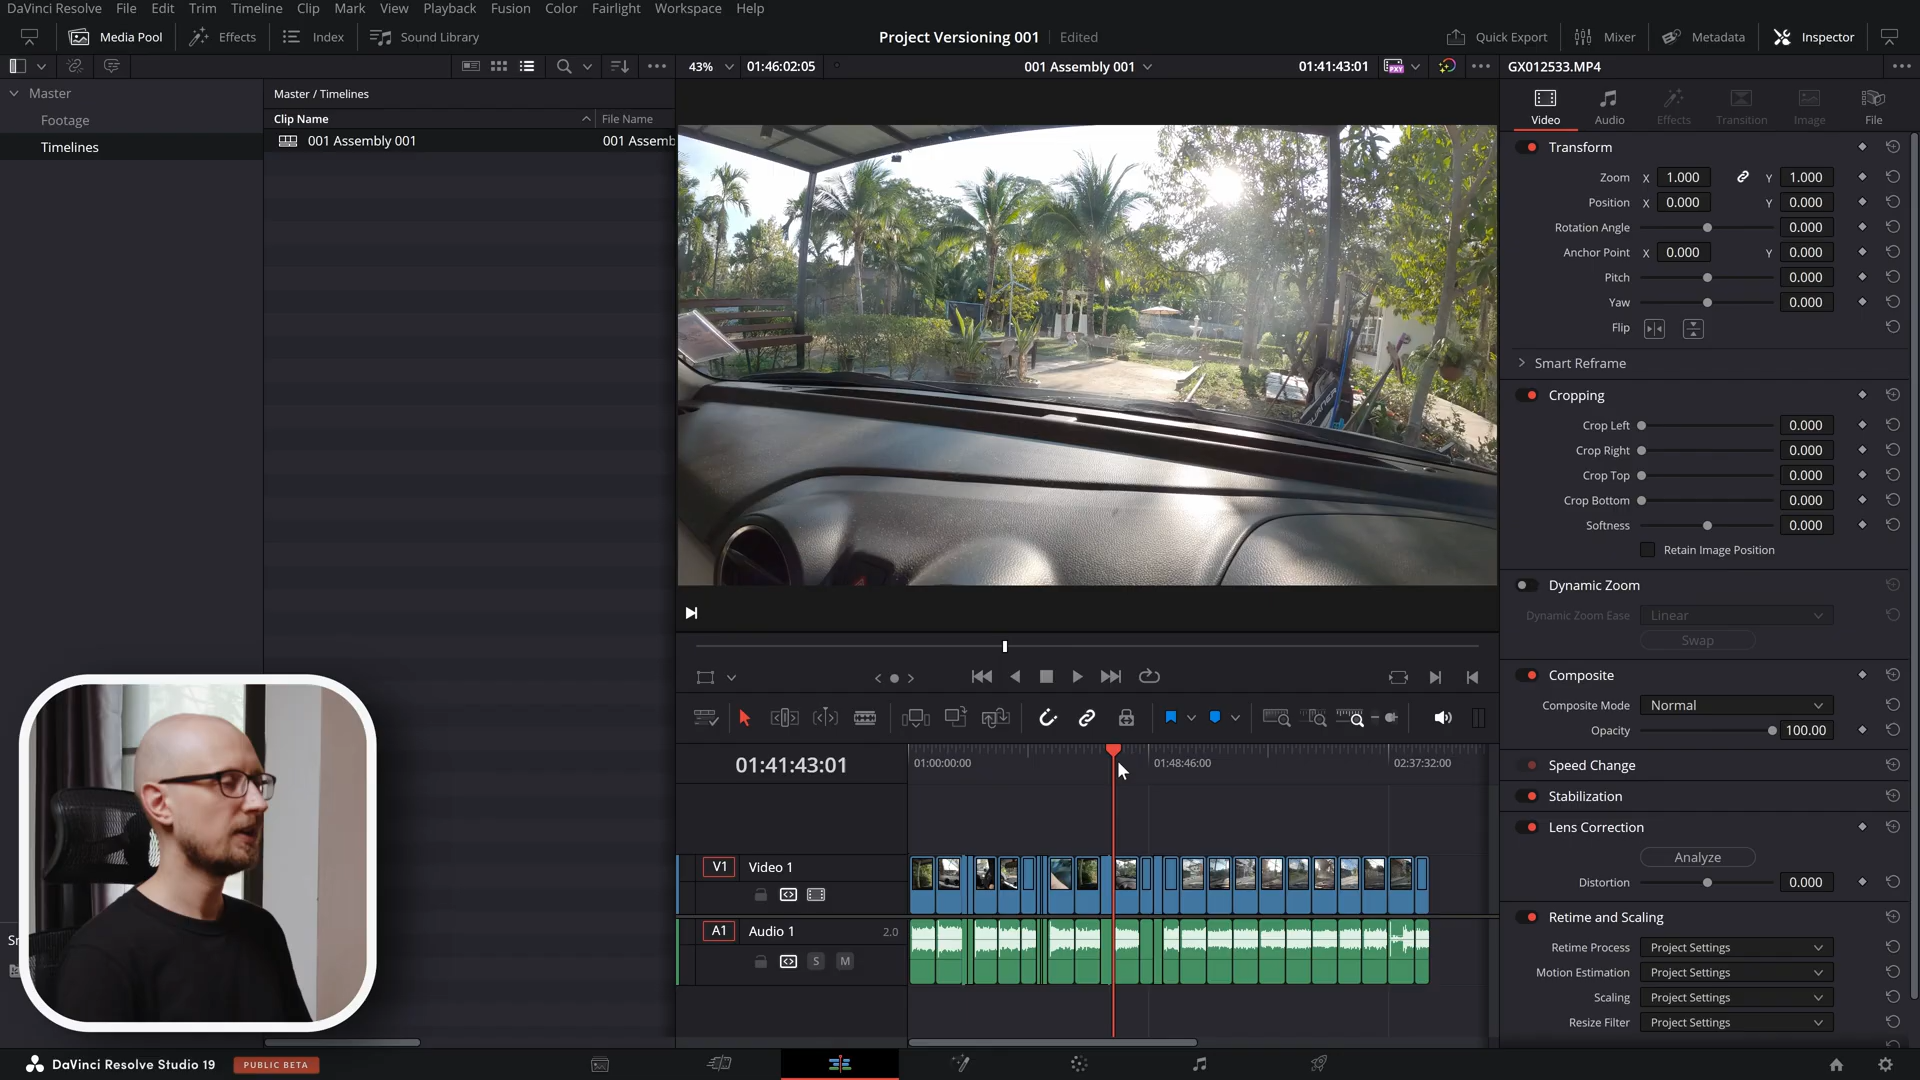 DaVinci Resolve File Edit Trim Timeline Clip Mark View Playback Fusion Color Fairlight Workspace Help
Media Pool Effects Index Sound Library Project Versioning 001 Edited Quick Export Mixer Metadata Inspector
43% 01:46:02:05 001 Assembly 001 01:41:43:01 PXY GX012533.MP4
Master Master / Timelines
Footage Clip Name File Name
Timelines 001 Assembly 001 001 Assemb
Video Audio Effects Transition Image File
Transform
Zoom X 1.000 Y 1.000
Position X 0.000 Y 0.000
Rotation Angle 0.000
Anchor Point X 0.000 Y 0.000
Pitch 0.000
Yaw 0.000
Flip
Smart Reframe
Cropping
Crop Left 0.000
Crop Right 0.000
Crop Top 0.000
Crop Bottom 0.000
Softness 0.000
Retain Image Position
Dynamic Zoom
Dynamic Zoom Ease Linear
Swap
Composite
Composite Mode Normal
Opacity 100.00
Speed Change
Stabilization
Lens Correction
Analyze
Distortion 0.000
Retime and Scaling
Retime Process Project Settings
Motion Estimation Project Settings
Scaling Project Settings
Resize Filter Project Settings
01:41:43:01 01:00:00:00 01:48:46:00 02:37:32:00
V1 Video 1
A1 Audio 1 2.0
S M
DaVinci Resolve Studio 19 PUBLIC BETA